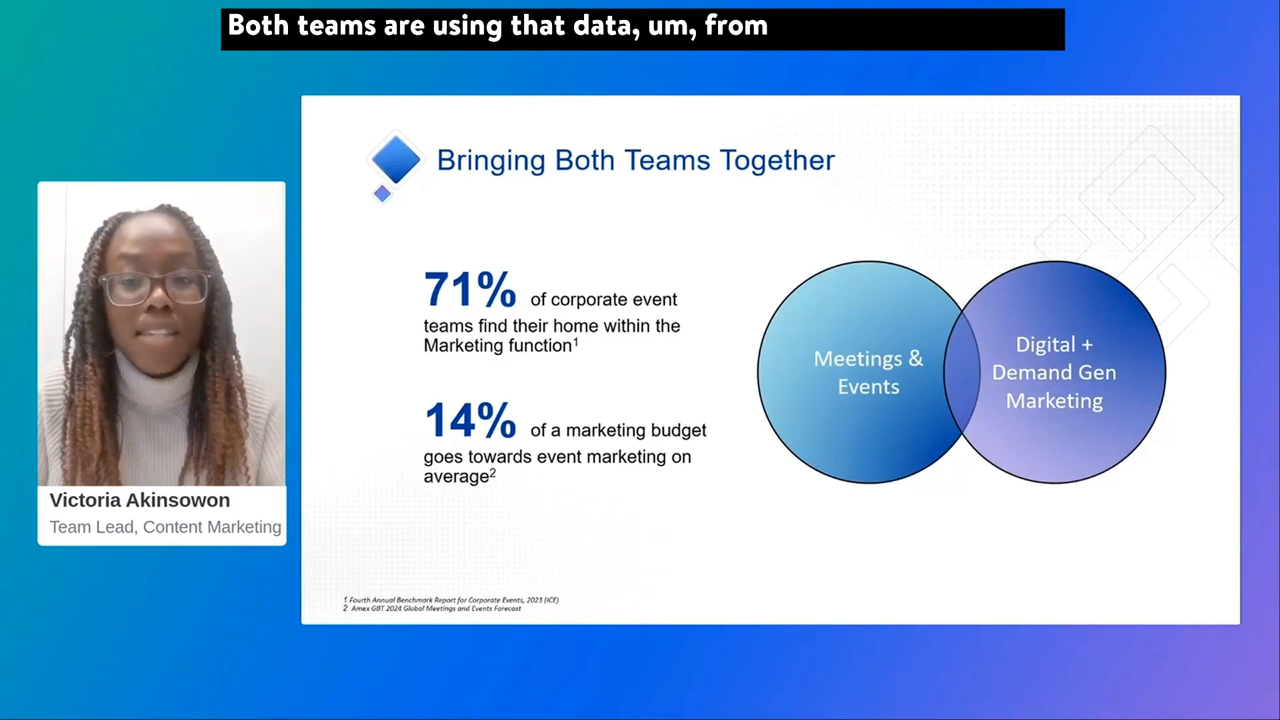 Both teams are using that data, um, from
Bringing Both Teams Together
71% of corporate event
teams find their home within the
Marketing function1
14% of a marketing budget
goes towards event marketing on
average2
Meetings &
Events
Digital +
Demand Gen
Marketing
Victoria Akinsowon
Team Lead, Content Marketing
1 Fourth Annual Benchmark Report for Corporate Events, 2023 (ICE)
2 Amex GBT 2024 Global Meetings and Events Forecast